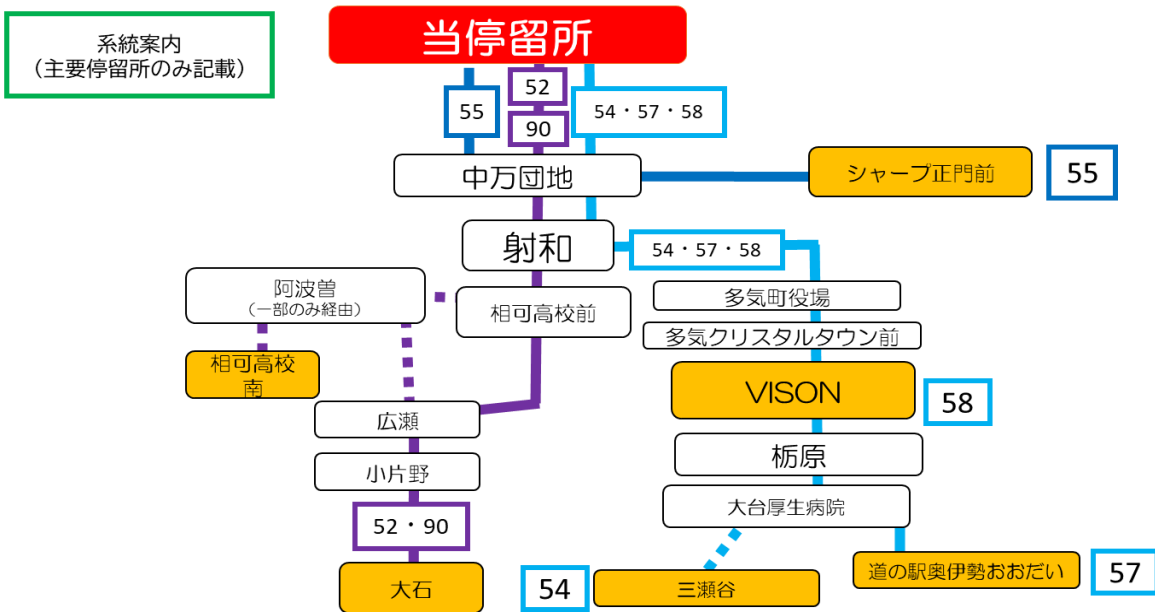 系統案内
（主要停留所のみ記載）
当停留所
55
52
90
54・57・58
中万団地
シャープ正門前
55
射和
54・57・58
阿波曽
（一部のみ経由）
相可高校前
多気町役場
多気クリスタルタウン前
相可高校
南
VISON
58
広瀬
小片野
栃原
大台厚生病院
52・90
大石
54
三瀬谷
道の駅奥伊勢おおだい
57